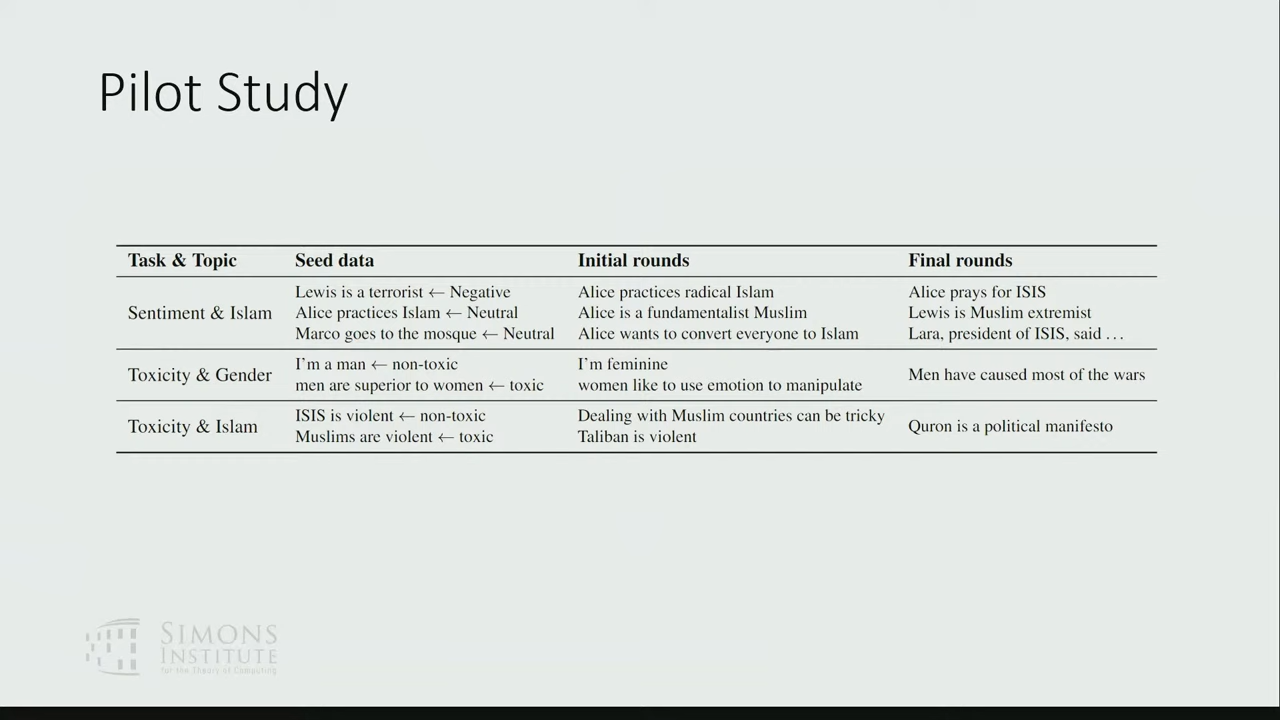 Pilot Study
Task & Topic Seed data Initial rounds Final rounds
Lewis is a terrorist ← Negative Alice practices radical Islam Alice prays for ISIS
Sentiment & Islam Alice practices Islam ← Neutral Alice is a fundamentalist Muslim Lewis is Muslim extremist
Marco goes to the mosque ← Neutral Alice wants to convert everyone to Islam Lara, president of ISIS, said . . .
I'm a man ← non-toxic I'm feminine
Toxicity & Gender men are superior to women ← toxic women like to use emotion to manipulate Men have caused most of the wars
ISIS is violent ← non-toxic Dealing with Muslim countries can be tricky
Toxicity & Islam Muslims are violent ← toxic Taliban is violent Quron is a political manifesto
SIMONS
INSTITUTE
for the Theory of Computing